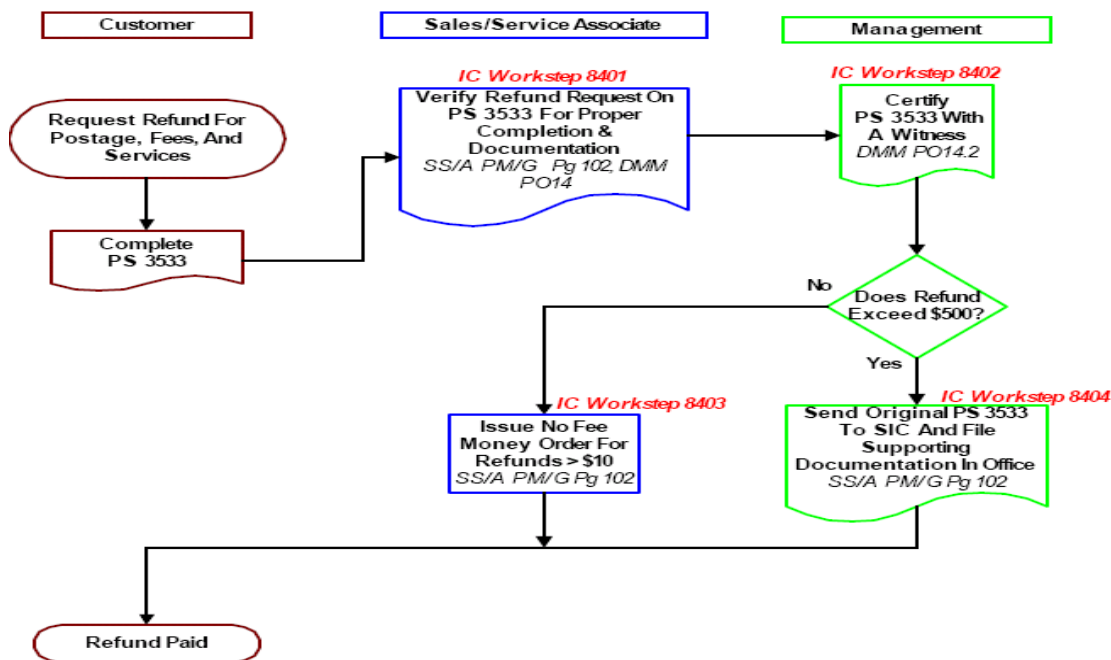 Customer
Sales/Service Associate
Management
IC Workstep 8401
IC Workstep 8402
Request Refund For
Postage, Fees, And
Services
Verify Refund Request On
PS 3533 For Proper
Completion &
Documentation
SS/A PM/G Pg 102, DMM
PO14
Certify
PS 3533 With
A Witness
DMM PO14.2
Complete
PS 3533
No
Does Refund
Exceed $500?
Yes
IC Workstep 8403
IC Workstep 8404
Issue No Fee
Money Order For
Refunds > $10
SS/A PM/G Pg 102
Send Original PS 3533
To SIC And File
Supporting
Documentation In Office
SS/A PM/G Pg 102
Refund Paid